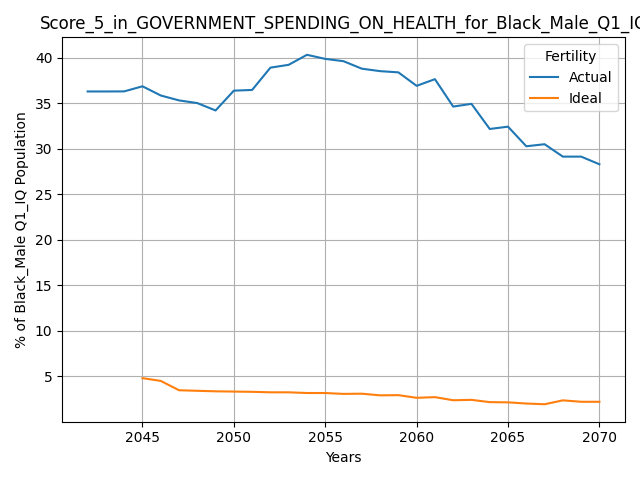 Score_5_in_GOVERNMENT_SPENDING_ON_HEALTH_for_Black_Male_Q1_IQ
Fertility
Actual
Ideal
% of Black_Male Q1_IQ Population
40
35
30
25
20
15
10
5
2045 2050 2055 2060 2065 2070
Years